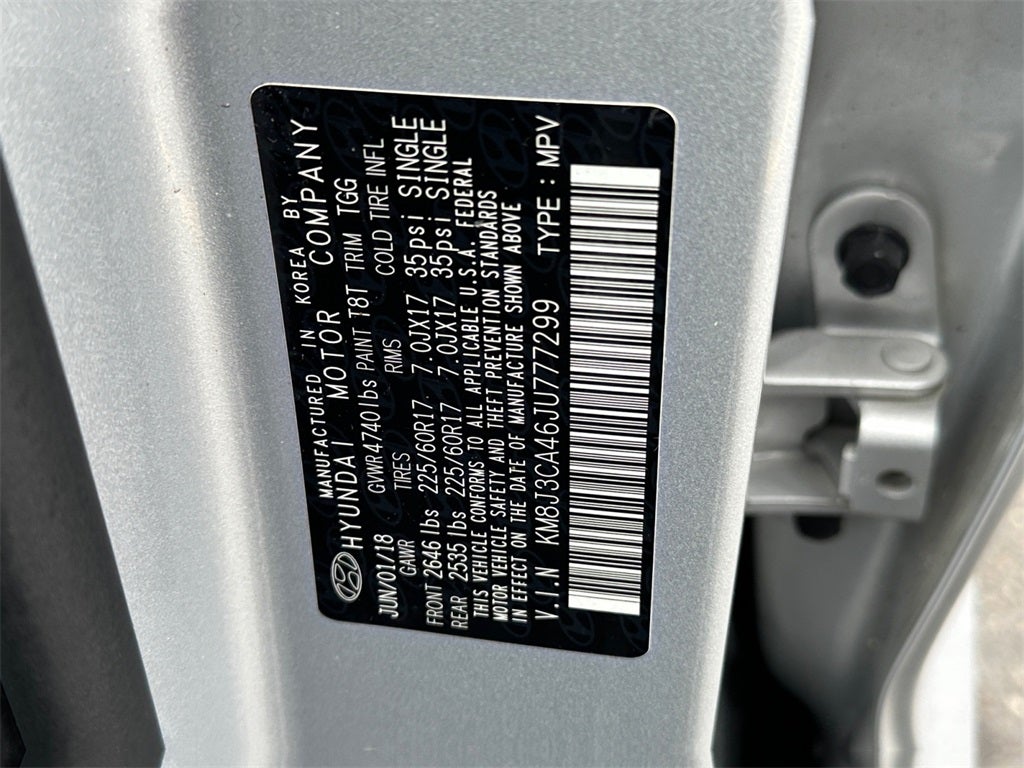 MANUFACTURED IN KOREA BY
HYUNDAI MOTOR COMPANY
JUN/01/18 GVWR4740lbs PAINT T8T TRIM TGG
GAWR TIRES RIMS COLD TIRE INFL
FRONT 2646 lbs 225/60R17 7.0JX17 35psi SINGLE
REAR 2535 lbs 225/60R17 7.0JX17 35psi SINGLE
THIS VEHICLE CONFORMS TO ALL APPLICABLE U.S.A. FEDERAL
MOTOR VEHICLE SAFETY AND THEFT PREVENTION STANDARDS
IN EFFECT ON THE DATE OF MANUFACTURE SHOWN ABOVE
V.I.N KM8J3CA46JU777299 TYPE : MPV